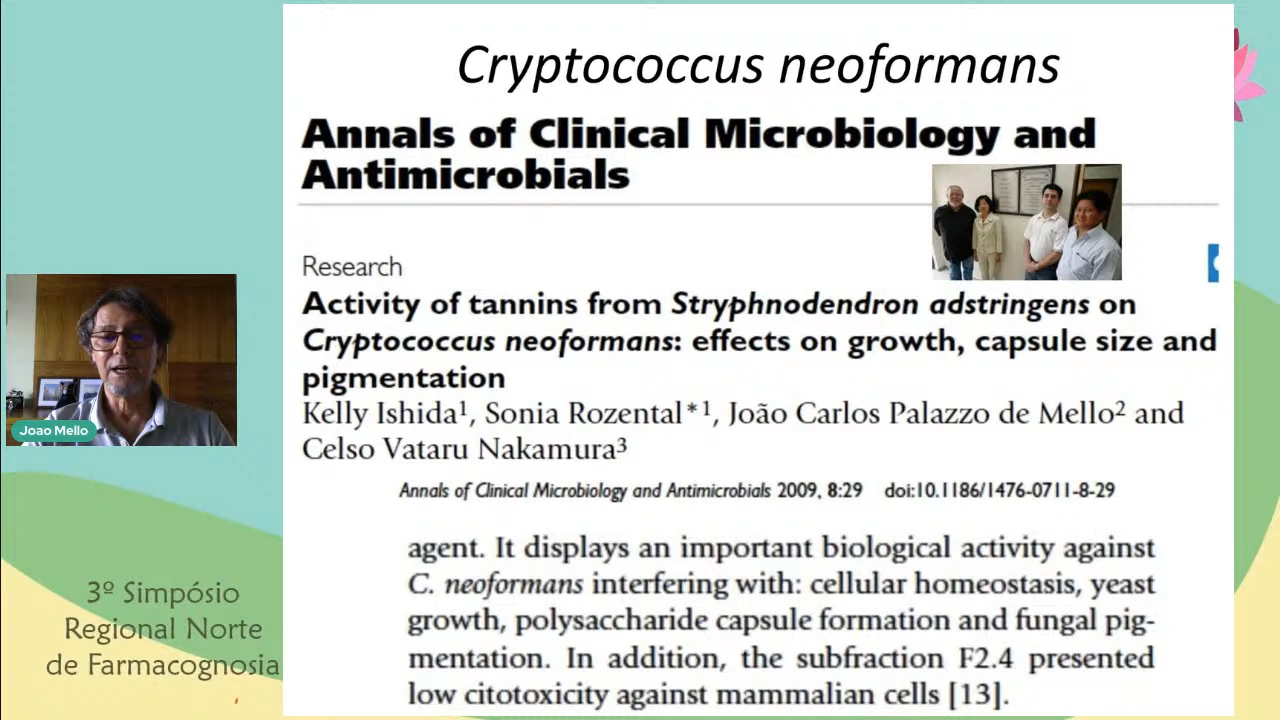 Cryptococcus neoformans
Annals of Clinical Microbiology and
Antimicrobials
Research
Activity of tannins from Stryphnodendron adstringens on
Cryptococcus neoformans: effects on growth, capsule size and
pigmentation
Kelly Ishida¹, Sonia Rozental*¹, João Carlos Palazzo de Mello² and
Celso Vataru Nakamura³
Annals of Clinical Microbiology and Antimicrobials 2009, 8:29 doi:10.1186/1476-0711-8-29
agent. It displays an important biological activity against
C. neoformans interfering with: cellular homeostasis, yeast
growth, polysaccharide capsule formation and fungal pig-
mentation. In addition, the subfraction F2.4 presented
low citotoxicity against mammalian cells [13].
Joao Mello
3º Simpósio
Regional Norte
de Farmacognosia